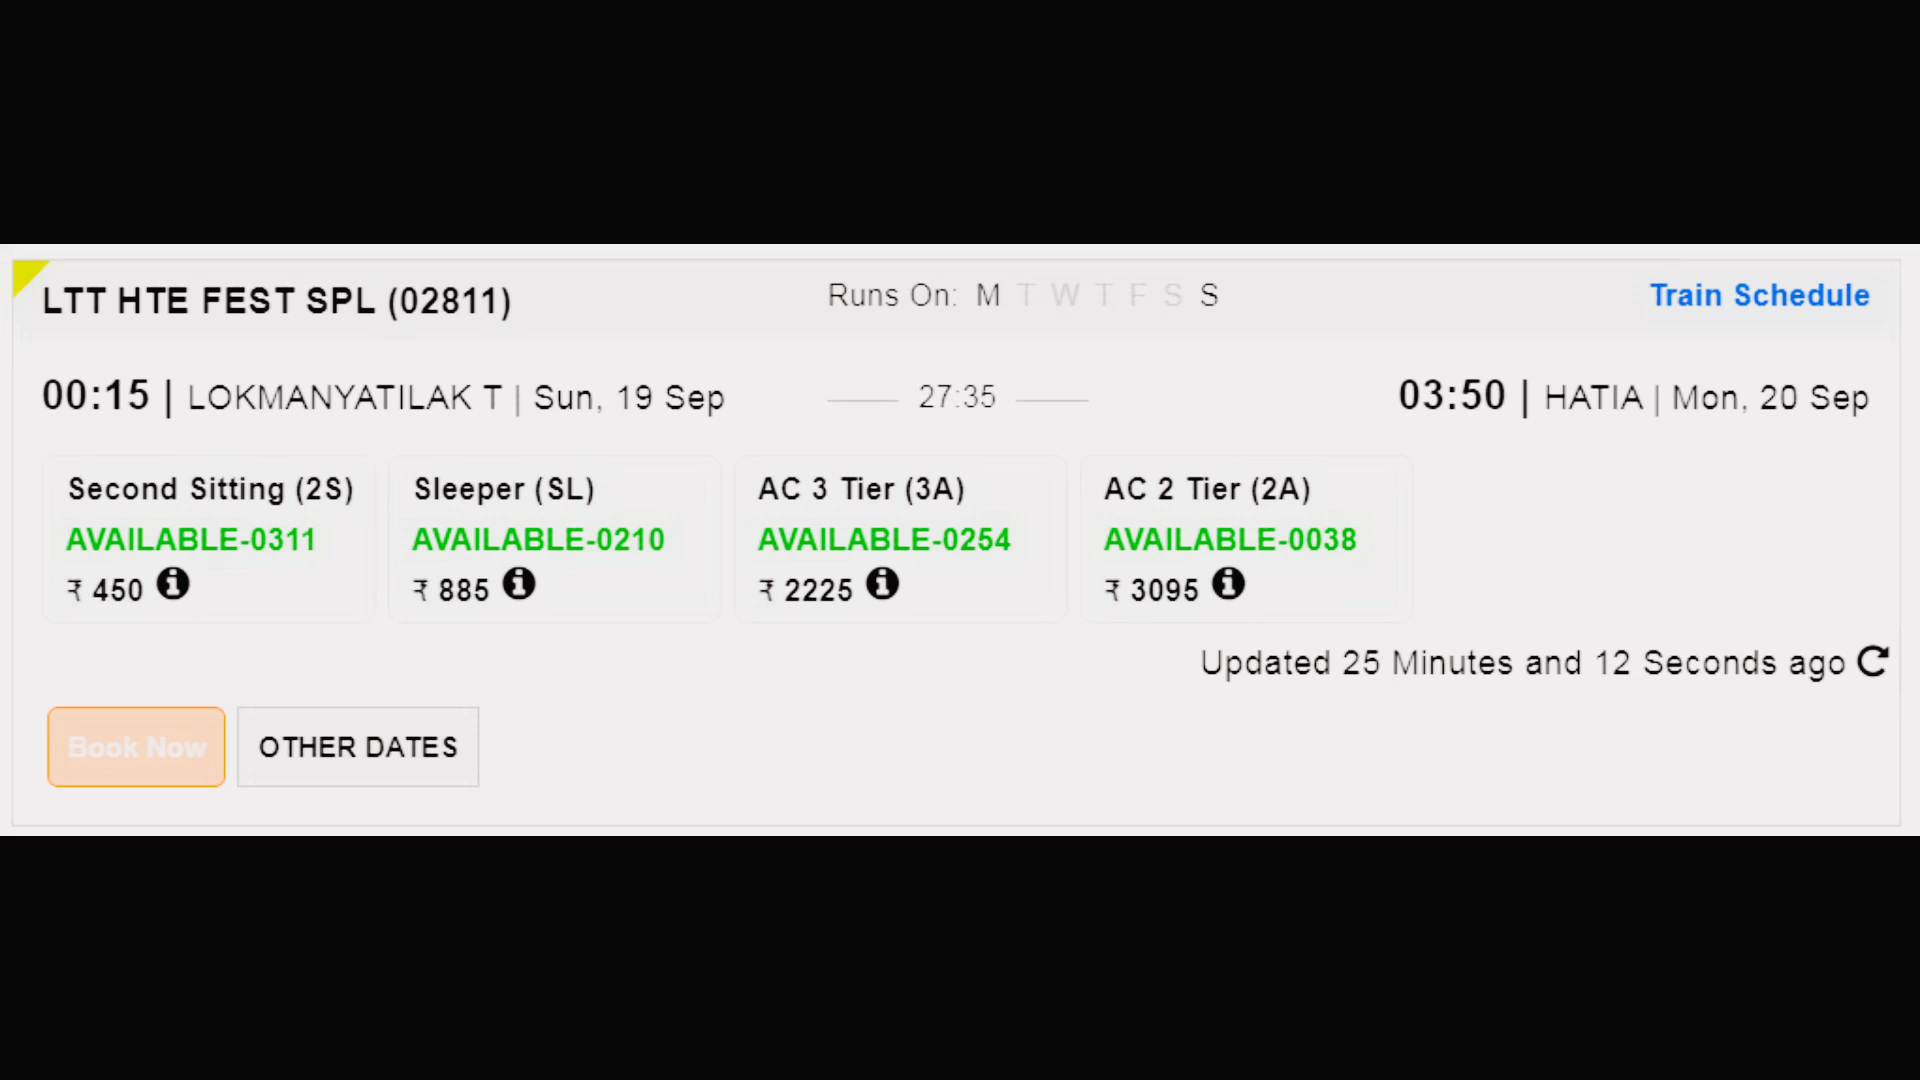 LTT HTE FEST SPL (02811) Runs On: M T W T F S S Train Schedule
00:15 | LOKMANYATILAK T | Sun, 19 Sep 27:35 03:50 | HATIA | Mon, 20 Sep
Second Sitting (2S) Sleeper (SL) AC 3 Tier (3A) AC 2 Tier (2A)
AVAILABLE-0311 AVAILABLE-0210 AVAILABLE-0254 AVAILABLE-0038
₹ 450 ₹ 885 ₹ 2225 ₹ 3095
Updated 25 Minutes and 12 Seconds ago
Book Now OTHER DATES